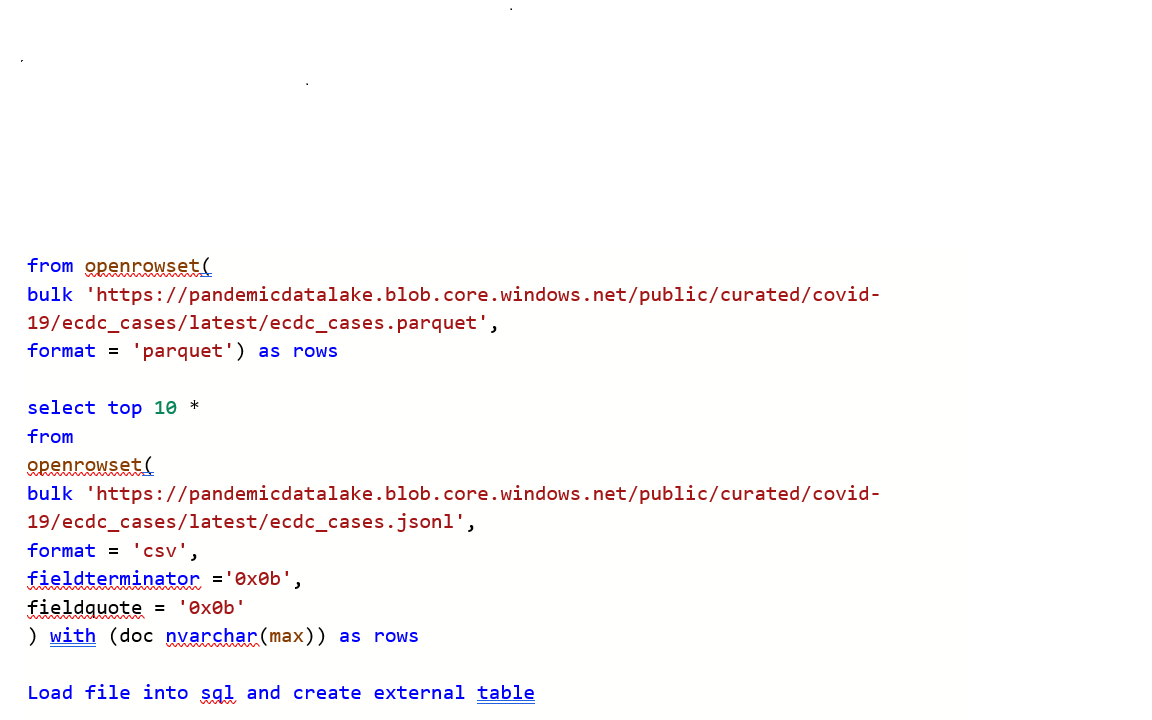 from openrowset(
bulk 'https://pandemicdatalake.blob.core.windows.net/public/curated/covid-
19/ecdc_cases/latest/ecdc_cases.parquet',
format = 'parquet') as rows
select top 10 *
from
openrowset(
bulk 'https://pandemicdatalake.blob.core.windows.net/public/curated/covid-
19/ecdc_cases/latest/ecdc_cases.jsonl',
format = 'csv',
fieldterminator ='0x0b',
fieldquote = '0x0b'
) with (doc nvarchar(max)) as rows
Load file into sql and create external table